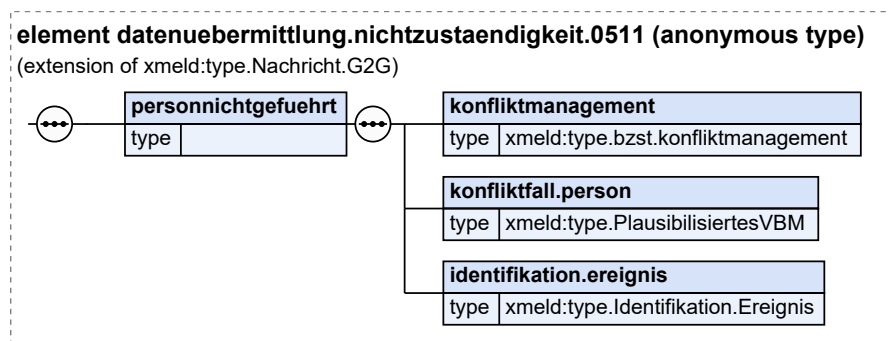 element datenuebermittlung.nichtzustaendigkeit.0511 (anonymous type)
(extension of xmeld:type.Nachricht.G2G)
personnichtgefuehrt
type
konfliktmanagement
type xmeld:type.bzst.konfliktmanagement
konfliktfall.person
type xmeld:type.PlausibilisiertesVBM
identifikation.ereignis
type xmeld:type.Identifikation.Ereignis